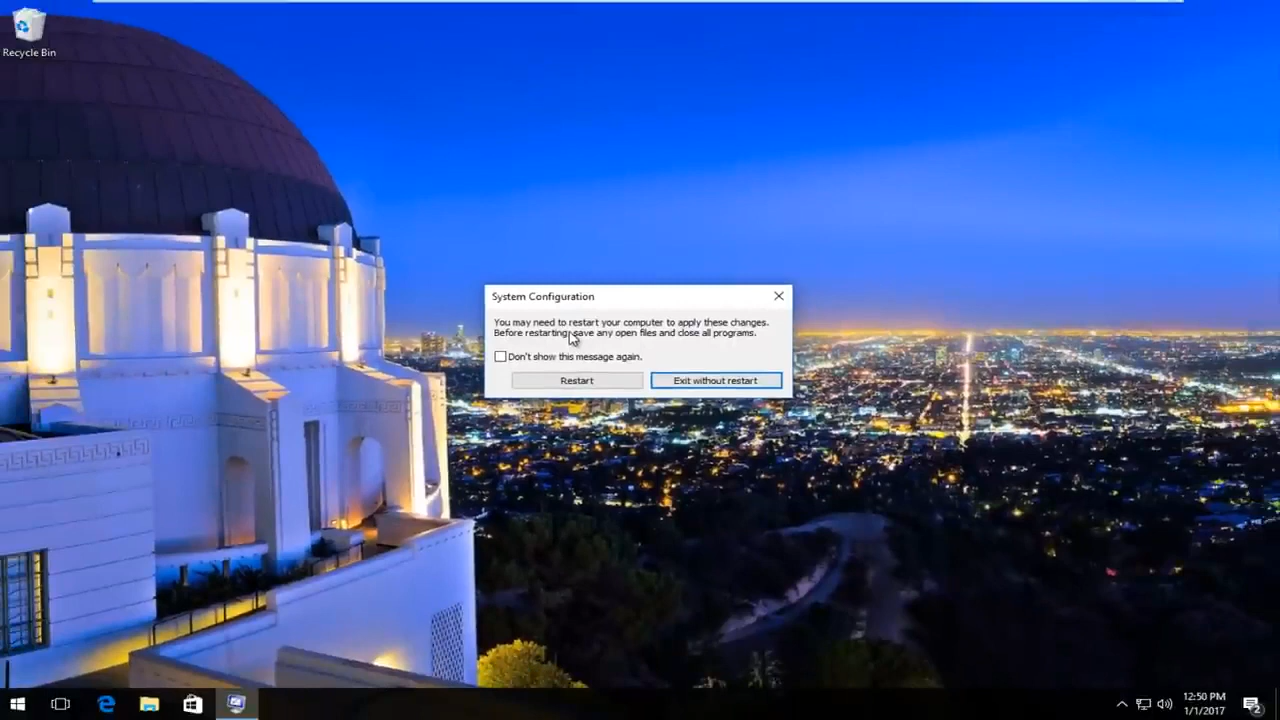 Recycle Bin
System Configuration
You may need to restart your computer to apply these changes.
Before restarting, save any open files and close all programs.
Don't show this message again.
Restart
Exit without restart
12:50 PM
1/1/2017
2